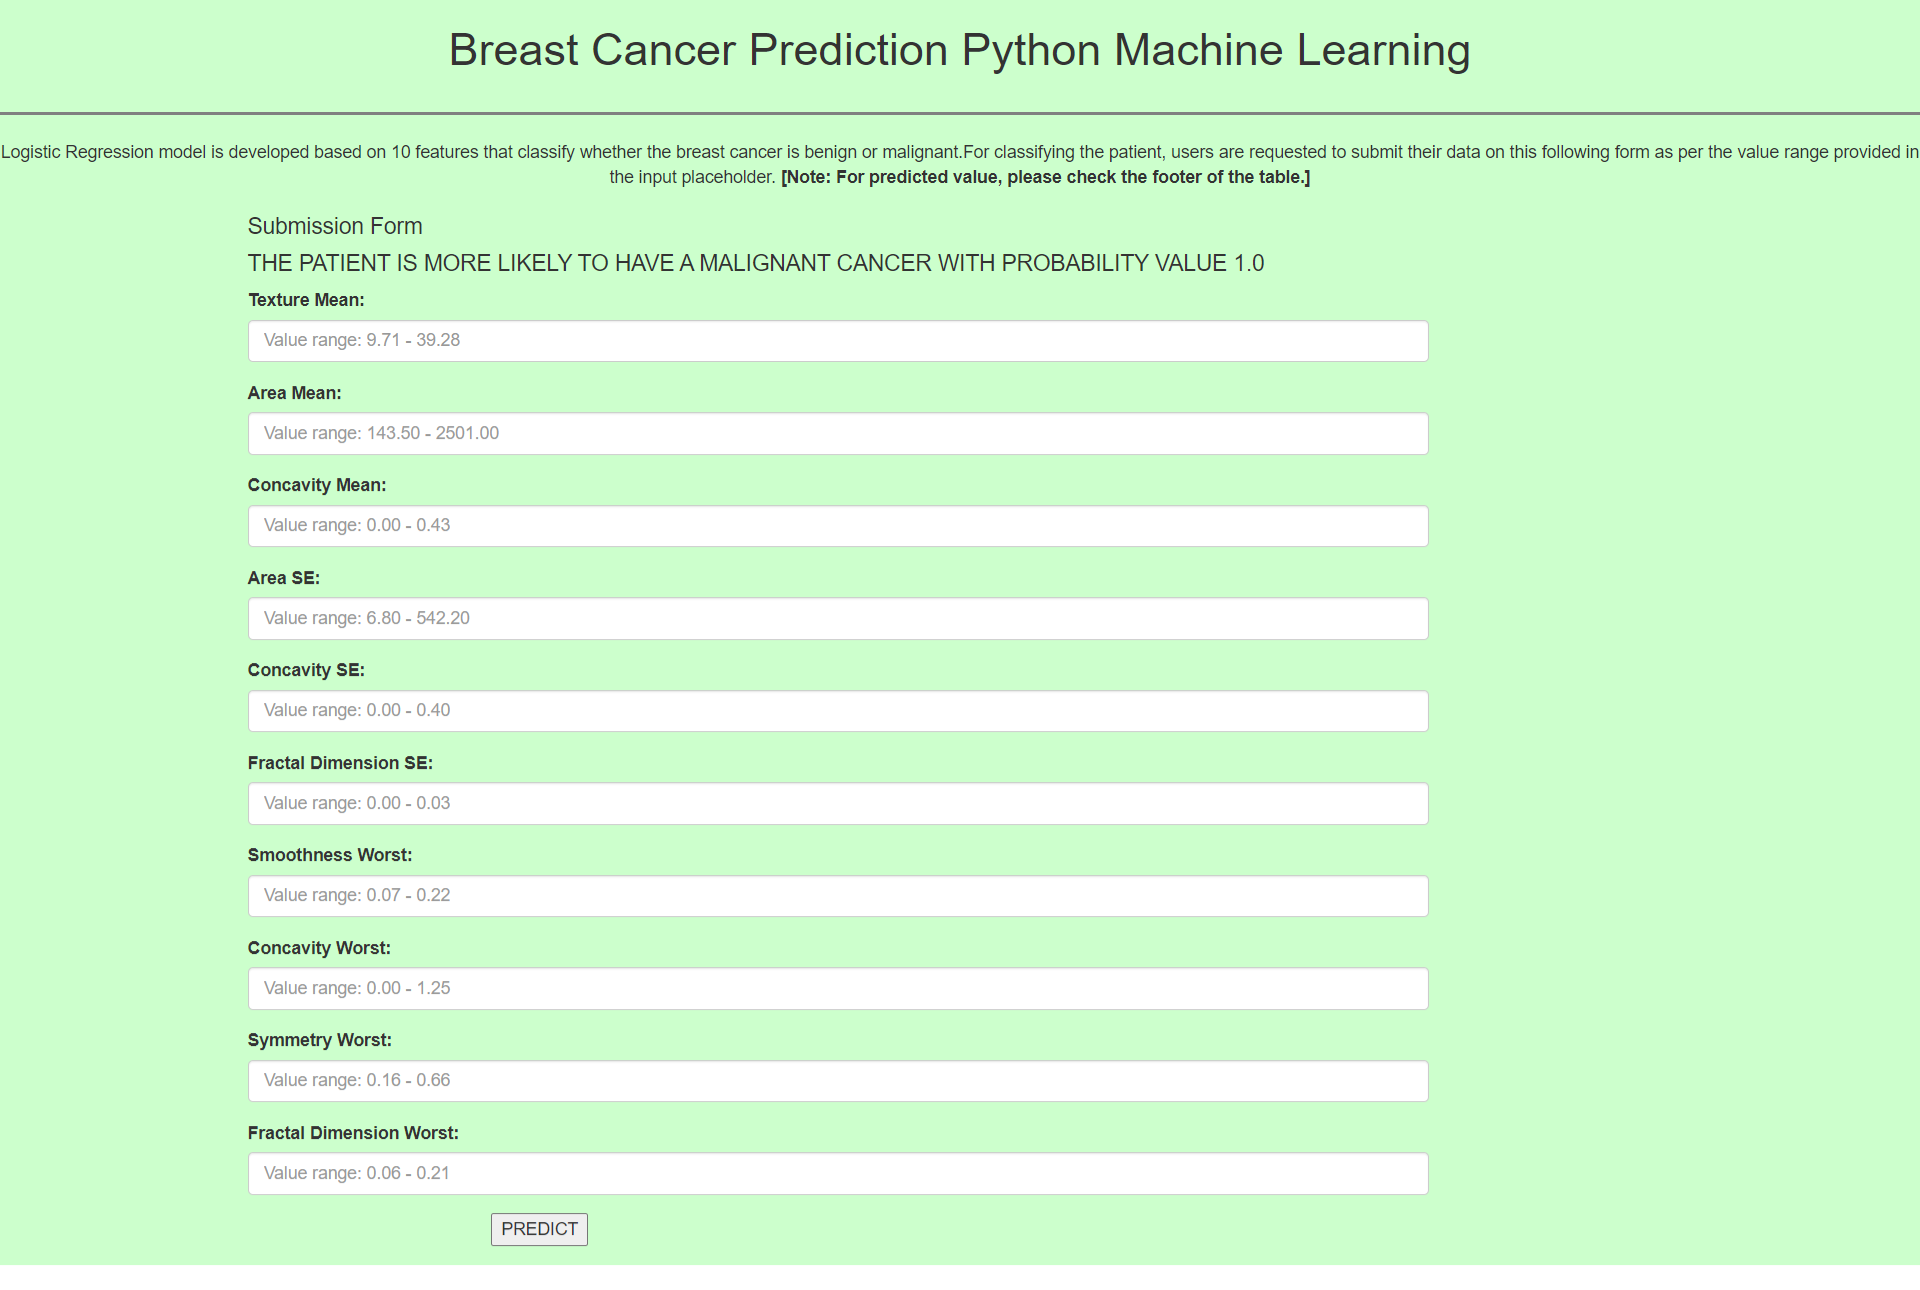 Breast Cancer Prediction Python Machine Learning
Logistic Regression model is developed based on 10 features that classify whether the breast cancer is benign or malignant.For classifying the patient, users are requested to submit their data on this following form as per the value range provided in
the input placeholder. [Note: For predicted value, please check the footer of the table.]
Submission Form
THE PATIENT IS MORE LIKELY TO HAVE A MALIGNANT CANCER WITH PROBABILITY VALUE 1.0
Texture Mean:
Value range: 9.71 - 39.28
Area Mean:
Value range: 143.50 - 2501.00
Concavity Mean:
Value range: 0.00 - 0.43
Area SE:
Value range: 6.80 - 542.20
Concavity SE:
Value range: 0.00 - 0.40
Fractal Dimension SE:
Value range: 0.00 - 0.03
Smoothness Worst:
Value range: 0.07 - 0.22
Concavity Worst:
Value range: 0.00 - 1.25
Symmetry Worst:
Value range: 0.16 - 0.66
Fractal Dimension Worst:
Value range: 0.06 - 0.21
PREDICT